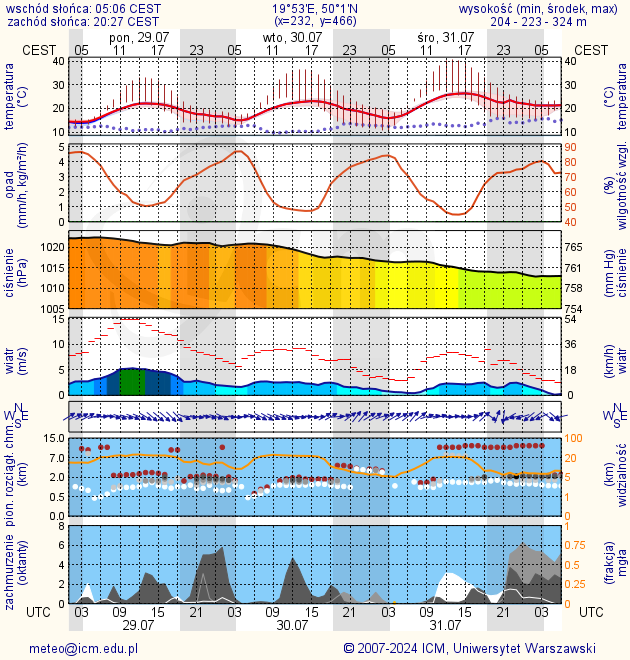 wschód słońca: 05:06 CEST
zachód słońca: 20:27 CEST
19°53'E, 50°1'N
(x=232, y=466)
wysokość (min, środek, max)
204 - 223 - 324 m
pon, 29.07 wto, 30.07 śro, 31.07
CEST 05 11 17 23 05 11 17 23 05 11 17 23 05 CEST
temperatura
(°C)
40
30
20
10
40
30
20
10
(°C)
temperatura
opad
(mm/h, kg/m²/h)
5
4
3
2
1
0
90
80
70
60
50
40
(%)
wilgotność wzgl.
ciśnienie
(hPa)
1020
1015
1010
1005
765
761
758
754
(mm Hg)
ciśnienie
wiatr
(m/s)
15
10
5
0
54
36
18
0
(km/h)
wiatr
N
W E
S
N
W E
S
pion. rozciągł. chm.
(km)
15.0
7.0
2.0
0.5
0.0
100
20
5
1
0
(km)
widzialność
zachmurzenie
(oktanty)
8
6
4
2
0
1
0.75
0.5
0.25
0
(frakcja)
mgła
UTC 03 09 15 21 03 09 15 21 03 09 15 21 03 UTC
29.07 30.07 31.07
meteo@icm.edu.pl
© 2007-2024 ICM, Uniwersytet Warszawski